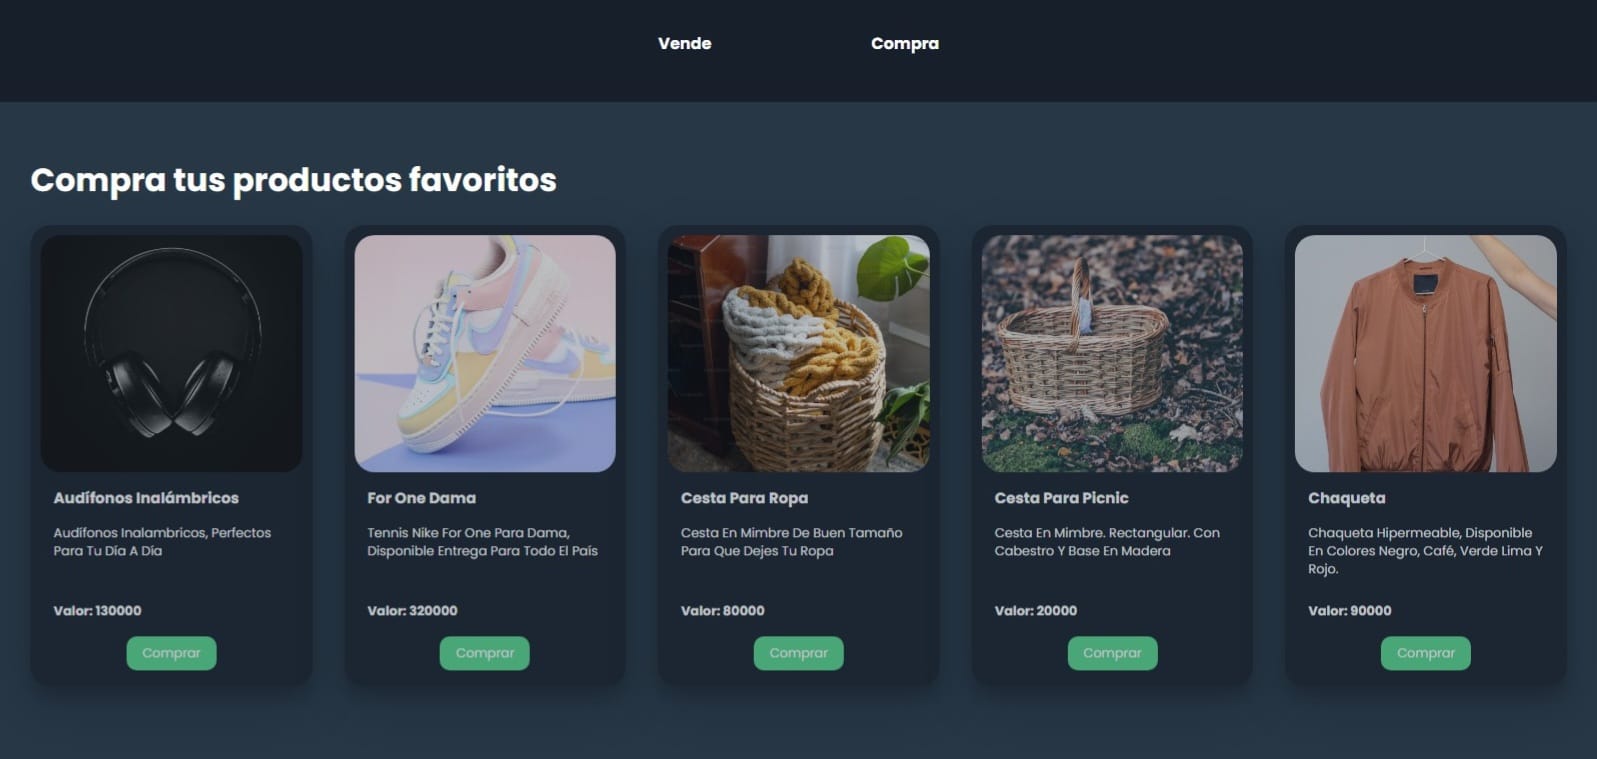 Vende Compra
Compra tus productos favoritos
Audífonos Inalámbricos
Audífonos Inalambricos, Perfectos
Para Tu Día A Día
Valor: 130000
Comprar
For One Dama
Tennis Nike For One Para Dama,
Disponible Entrega Para Todo El País
Valor: 320000
Comprar
Cesta Para Ropa
Cesta En Mimbre De Buen Tamaño
Para Que Dejes Tu Ropa
Valor: 80000
Comprar
Cesta Para Picnic
Cesta En Mimbre. Rectangular. Con
Cabestro Y Base En Madera
Valor: 20000
Comprar
Chaqueta
Chaqueta Hipermeable, Disponible
En Colores Negro, Café, Verde Lima Y
Rojo.
Valor: 90000
Comprar